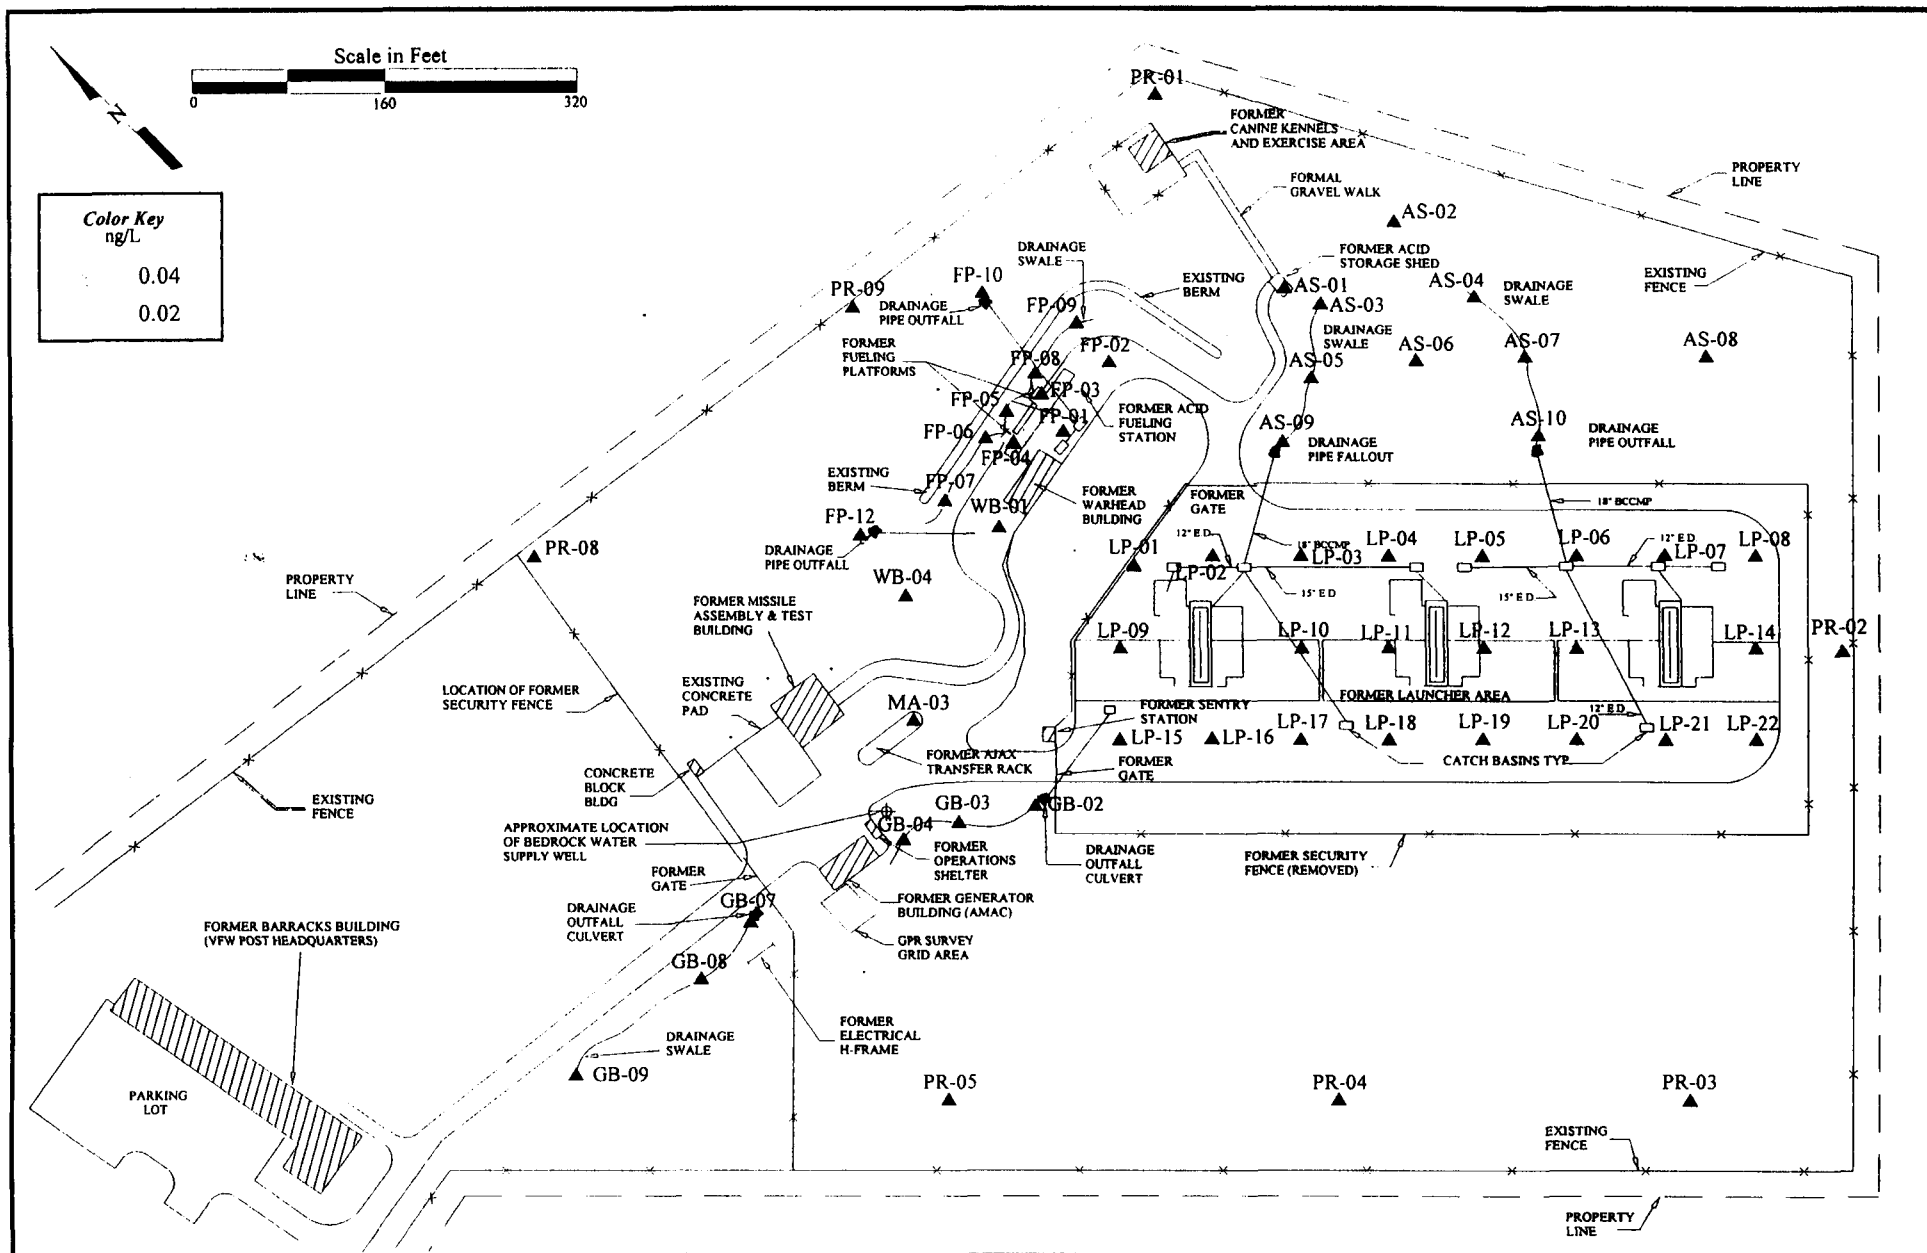 Scale in Feet
0
160
320
N
Color Key
ng/L
0.04
0.02
PR-01
FORMER
CANINE KENNELS
AND EXERCISE AREA
PROPERTY
LINE
FORMAL
GRAVEL WALK
AS-02
DRAINAGE
SWALE
FORMER ACID
STORAGE SHED
EXISTING
BERM
EXISTING
FENCE
PR-09
FP-10
FP-09
AS-01
AS-03
AS-04
DRAINAGE
SWALE
DRAINAGE
PIPE OUTFALL
FORMER
FUELING
PLATFORMS
FP-08
FP-02
DRAINAGE
SWALE
AS-05
AS-06
AS-07
AS-08
FP-05
FP-03
FP-06
FP-01
FORMER ACID
FUELING
STATION
AS-09
AS-10
FP-04
DRAINAGE
PIPE FALLOUT
DRAINAGE
PIPE OUTFALL
EXISTING
BERM
FP-07
FORMER
WARHEAD
BUILDING
FORMER
GATE
18" BCCMP
FP-12
WB-01
DRAINAGE
PIPE OUTFALL
PR-08
12" E D
18" BCCMP
LP-01
LP-02
LP-03
LP-04
LP-05
LP-06
12" E D
LP-07
LP-08
PROPERTY
LINE
WB-04
15" E D
15" E D
FORMER MISSILE
ASSEMBLY & TEST
BUILDING
LP-09
LP-10
LP-11
LP-12
LP-13
LP-14
PR-02
LOCATION OF FORMER
SECURITY FENCE
EXISTING
CONCRETE
PAD
MA-03
FORMER SENTRY
STATION
FORMER LAUNCHER AREA
12" E D
LP-15
LP-16
LP-17
LP-18
LP-19
LP-20
LP-21
LP-22
FORMER AJAX
TRANSFER RACK
FORMER
GATE
CATCH BASINS TYP
CONCRETE
BLOCK
BLDG
EXISTING
FENCE
GB-03
GB-02
APPROXIMATE LOCATION
OF BEDROCK WATER
SUPPLY WELL
GB-04
FORMER
OPERATIONS
SHELTER
DRAINAGE
OUTFALL
CULVERT
FORMER SECURITY
FENCE (REMOVED)
FORMER
GATE
GB-07
FORMER GENERATOR
BUILDING (AMAC)
DRAINAGE
OUTFALL
CULVERT
GPR SURVEY
GRID AREA
FORMER BARRACKS BUILDING
(VFW POST HEADQUARTERS)
GB-08
FORMER
ELECTRICAL
H-FRAME
DRAINAGE
SWALE
GB-09
PR-05
PR-04
PR-03
PARKING
LOT
EXISTING
FENCE
PROPERTY
LINE